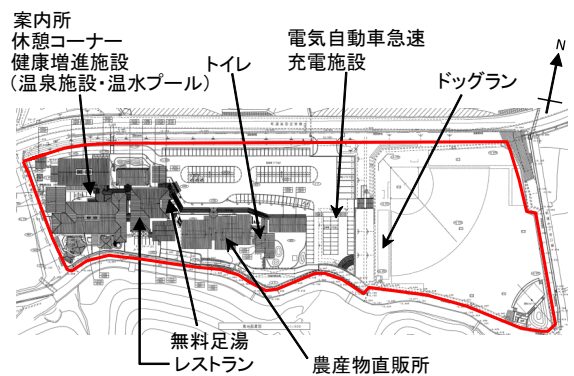 案内所
休憩コーナー
健康増進施設
（温泉施設・温水プール）
トイレ
電気自動車急速
充電施設
ドッグラン
N
無料足湯
レストラン
農産物直販所